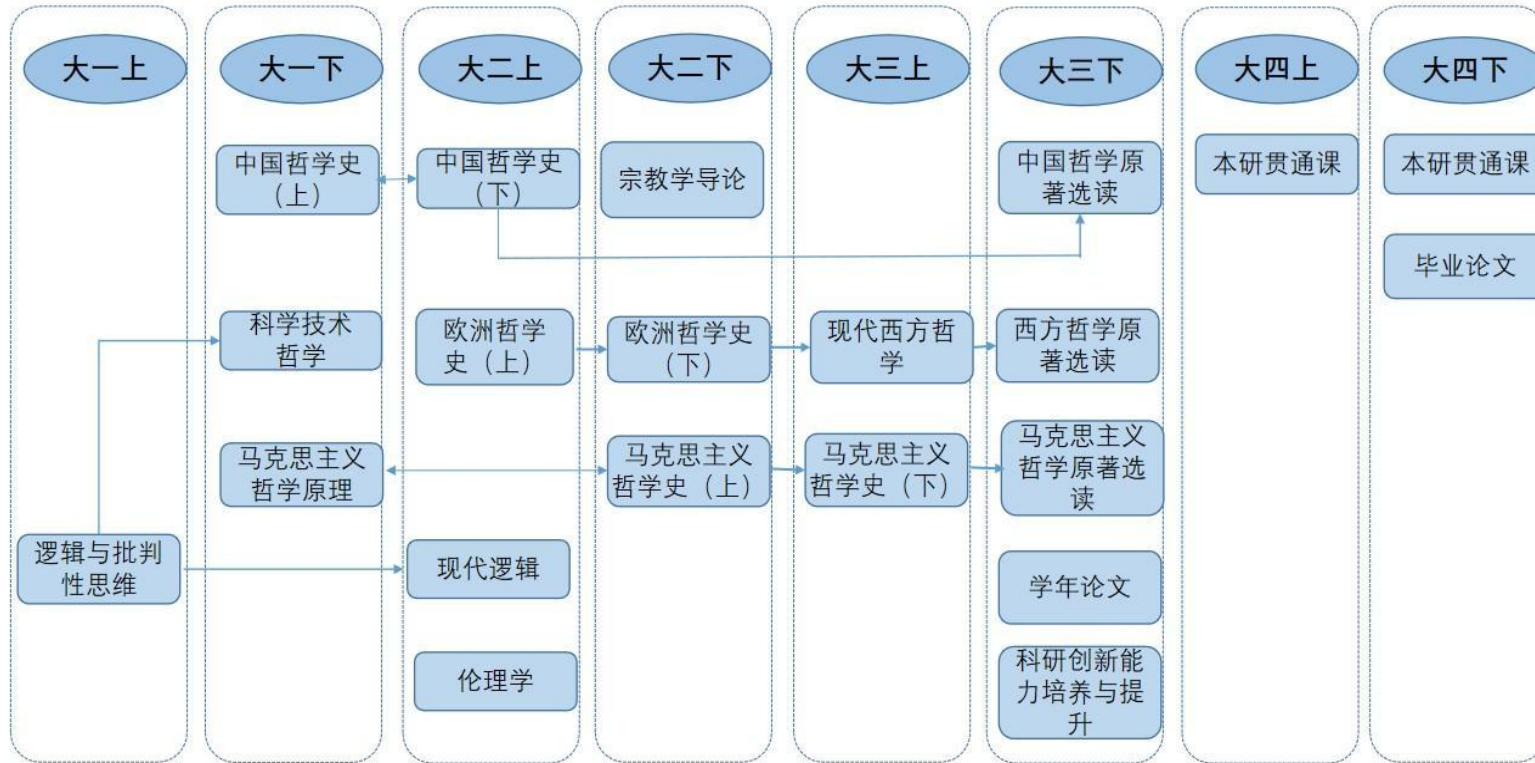 大一上
大一下
大二上
大二下
大三上
大三下
大四上
大四下
中国哲学史
（上）
中国哲学史
（下）
宗教学导论
中国哲学原
著选读
本研贯通课
本研贯通课
毕业论文
科学技术
哲学
欧洲哲学
史（上）
欧洲哲学史
（下）
现代西方哲
学
西方哲学原
著选读
马克思主义
哲学原理
马克思主义
哲学史（上）
马克思主义
哲学史（下）
马克思主义
哲学原著选
读
逻辑与批判
性思维
现代逻辑
学年论文
伦理学
科研创新能
力培养与提
升